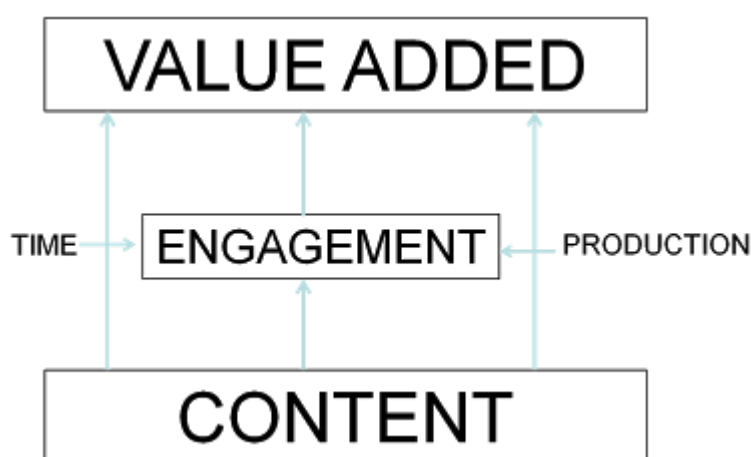 VALUE ADDED
TIME
ENGAGEMENT
PRODUCTION
CONTENT